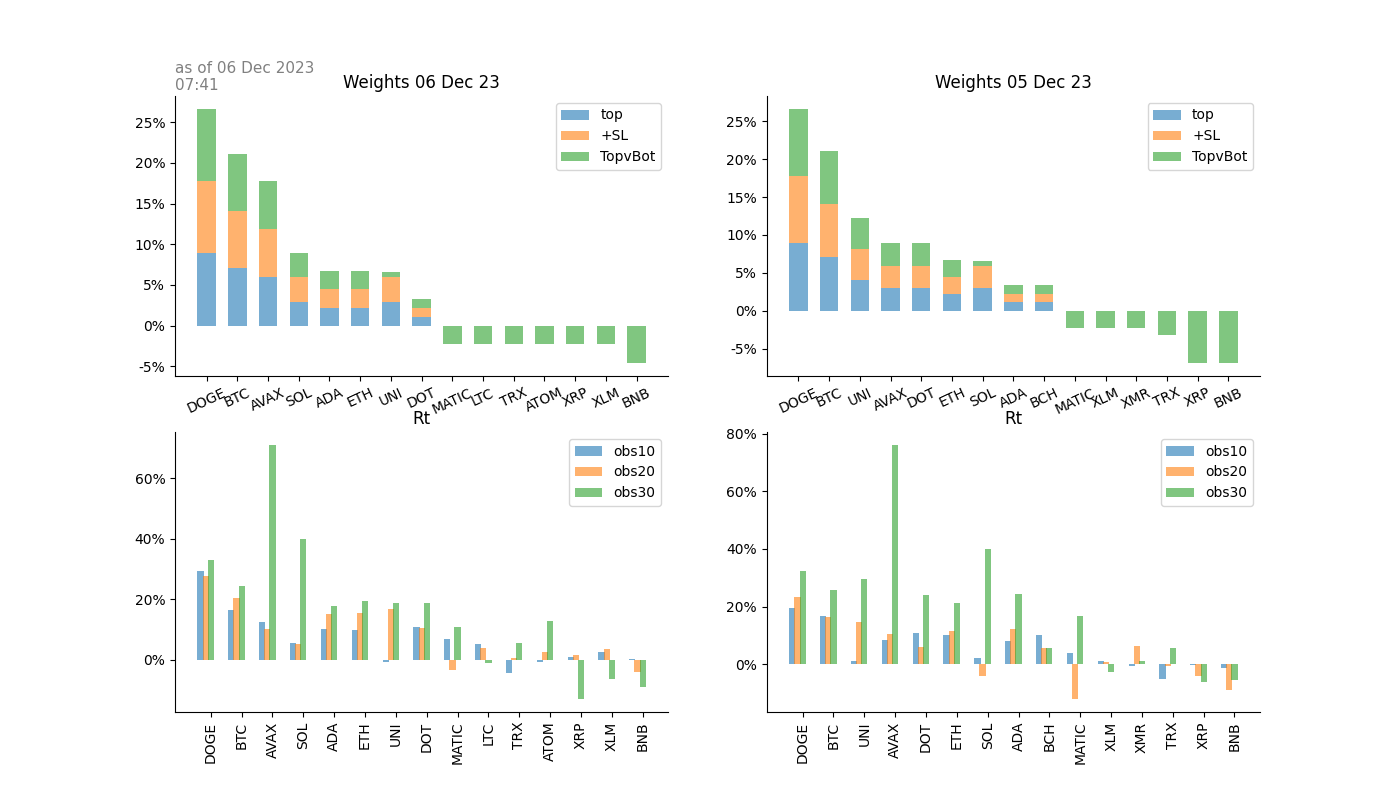 as of 06 Dec 2023
07:41
Weights 06 Dec 23
25%
20%
15%
10%
5%
0%
-5%
top
+SL
TopvBot
DOGE BTC AVAX SOL ADA ETH UNI DOT MATIC LTC TRX ATOM XRP XLM BNB
Weights 05 Dec 23
25%
20%
15%
10%
5%
0%
-5%
top
+SL
TopvBot
DOGE BTC UNI AVAX DOT ETH SOL ADA BCH MATIC XLM XMR TRX XRP BNB
Rt
60%
40%
20%
0%
obs10
obs20
obs30
DOGE BTC AVAX SOL ADA ETH UNI DOT MATIC LTC TRX ATOM XRP XLM BNB
Rt
80%
60%
40%
20%
0%
obs10
obs20
obs30
DOGE BTC UNI AVAX DOT ETH SOL ADA BCH MATIC XLM XMR TRX XRP BNB